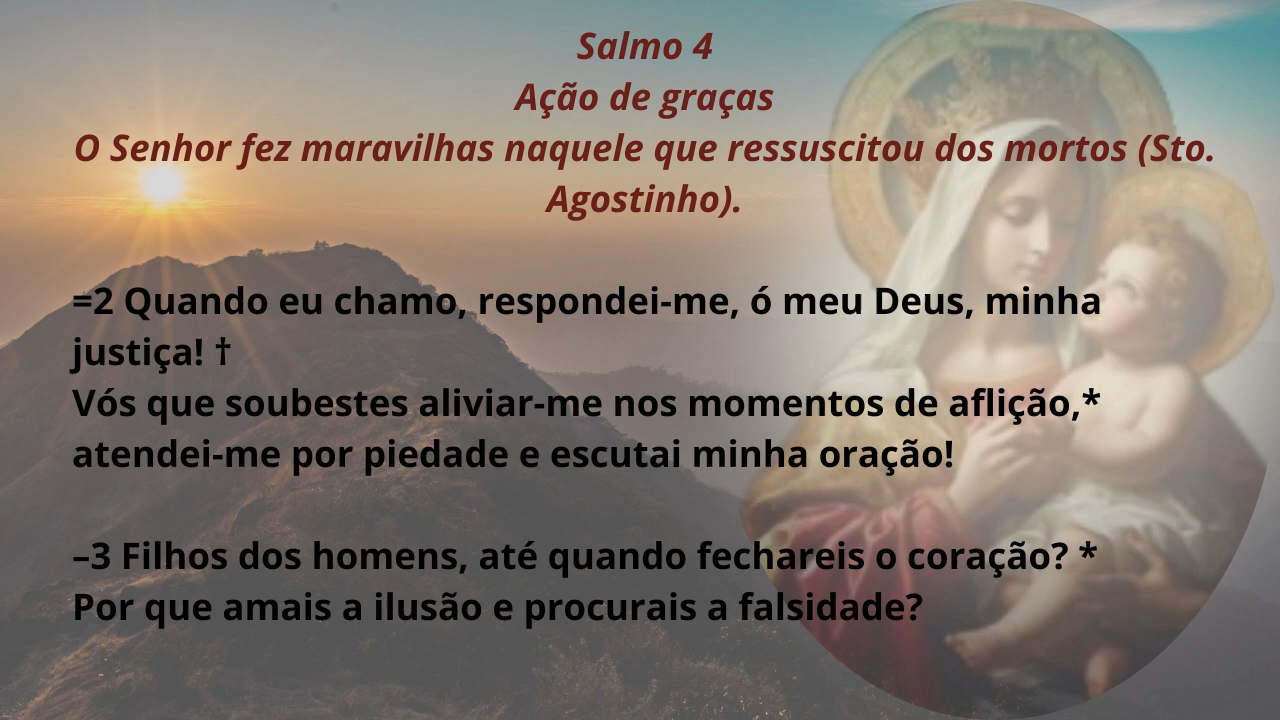 Salmo 4
Ação de graças
O Senhor fez maravilhas naquele que ressuscitou dos mortos (Sto.
Agostinho).
=2 Quando eu chamo, respondei-me, ó meu Deus, minha
justiça! †
Vós que soubestes aliviar-me nos momentos de aflição,*
atendei-me por piedade e escutai minha oração!
–3 Filhos dos homens, até quando fechareis o coração? *
Por que amais a ilusão e procurais a falsidade?